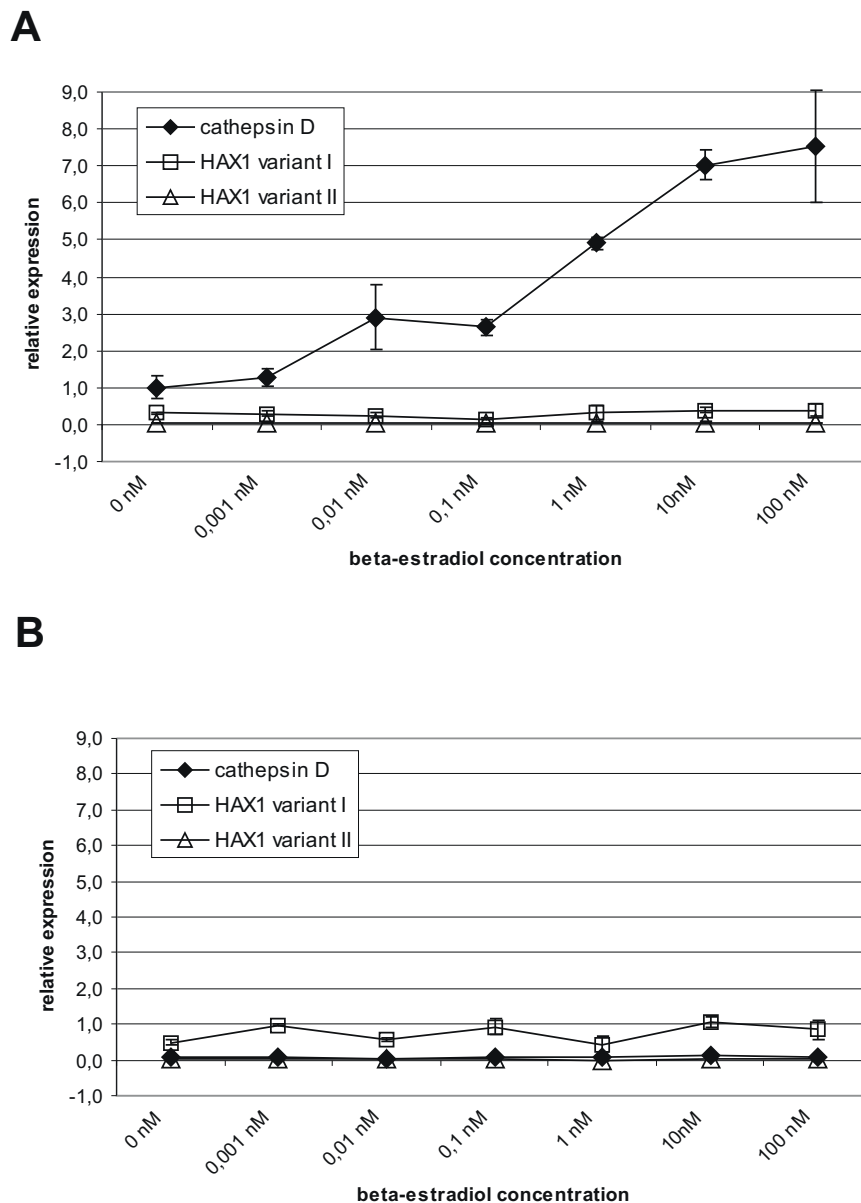 A
9,0
8,0
7,0
6,0
5,0
4,0
3,0
2,0
1,0
0,0
-1,0
relative expression
cathepsin D
HAX1 variant I
HAX1 variant II
0 nM
0,001 nM
0,01 nM
0,1 nM
1 nM
10nM
100 nM
beta-estradiol concentration
B
9,0
8,0
7,0
6,0
5,0
4,0
3,0
2,0
1,0
0,0
-1,0
relative expression
cathepsin D
HAX1 variant I
HAX1 variant II
0 nM
0,001 nM
0,01 nM
0,1 nM
1 nM
10nM
100 nM
beta-estradiol concentration